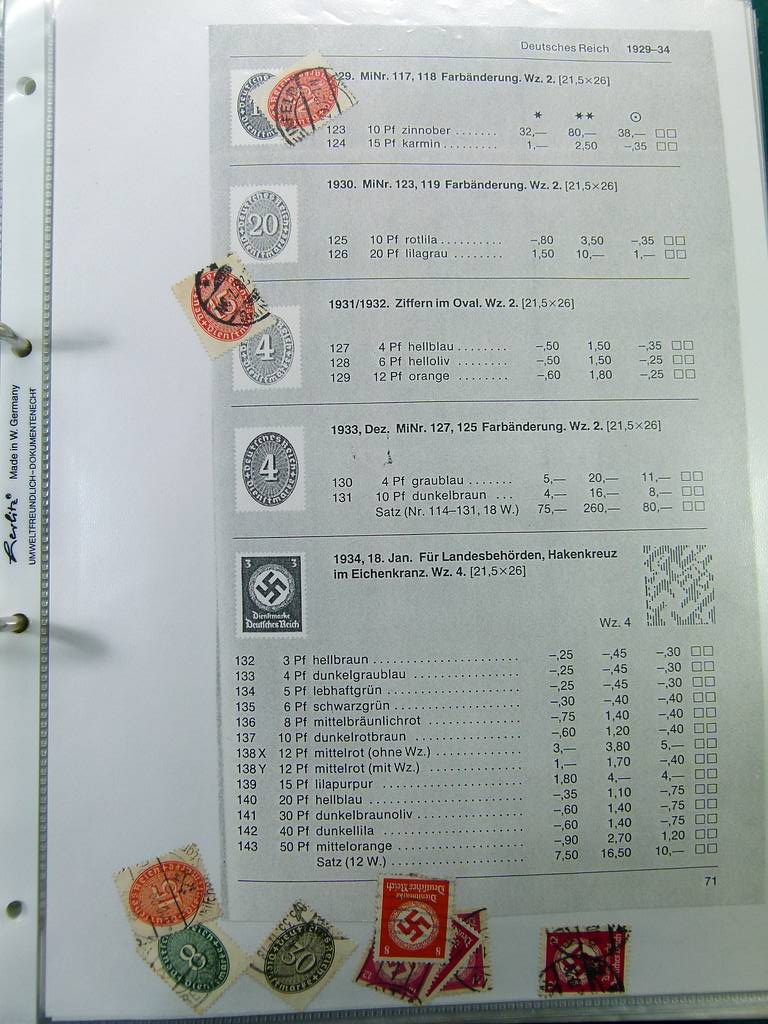 Deutsches Reich 1929–34
29. MiNr. 117, 118 Farbänderung. Wz. 2. [21,5×26]
* ** ⊙
123 10 Pf zinnober ....... 32,— 80,— 38,— □□
124 15 Pf karmin ......... 1,— 2,50 –,35 □□
1930. MiNr. 123, 119 Farbänderung. Wz. 2. [21,5×26]
20
125 10 Pf rotlila .......... –,80 3,50 –,35 □□
126 20 Pf lilagrau ........ 1,50 10,— 1,— □□
1931/1932. Ziffern im Oval. Wz. 2. [21,5×26]
4
127 4 Pf hellblau ........ –,50 1,50 –,35 □□
128 6 Pf helloliv ......... –,50 1,50 –,25 □□
129 12 Pf orange ........ –,60 1,80 –,25 □□
1933, Dez. MiNr. 127, 125 Farbänderung. Wz. 2. [21,5×26]
4
130 4 Pf graublau ....... 5,— 20,— 11,— □□
131 10 Pf dunkelbraun ... 4,— 16,— 8,— □□
Satz (Nr. 114–131, 18 W.) 75,— 260,— 80,— □□
1934, 18. Jan. Für Landesbehörden, Hakenkreuz
im Eichenkranz. Wz. 4. [21,5×26]
3 3
Dienstmarke
Deutsches Reich
Wz. 4
132 3 Pf hellbraun ....................... –,25 –,45 –,30 □□
133 4 Pf dunkelgraublau ................. –,25 –,45 –,30 □□
134 5 Pf lebhaftgrün ..................... –,25 –,45 –,30 □□
135 6 Pf schwarzgrün .................... –,30 –,40 –,40 □□
136 8 Pf mittelbräunlichrot ............... –,75 1,40 –,40 □□
137 10 Pf dunkelrotbraun .................. –,60 1,20 –,40 □□
138 X 12 Pf mittelrot (ohne Wz.) .............. 3,— 3,80 5,— □□
138 Y 12 Pf mittelrot (mit Wz.) ............... 1,— 1,70 –,40 □□
139 15 Pf lilapurpur ....................... 1,80 4,— 4,— □□
140 20 Pf hellblau ......................... –,35 1,10 –,75 □□
141 30 Pf dunkelbraunoliv .................. –,60 1,40 –,75 □□
142 40 Pf dunkellila ....................... –,60 1,40 –,75 □□
143 50 Pf mittelorange ..................... –,90 2,70 1,20 □□
Satz (12 W.) ..................... 7,50 16,50 10,— □□
71
Herlitz® Made in W. Germany
UMWELTFREUNDLICH–DOKUMENTENECHT
8
30
Dienstmarke
Deutsches Reich
12